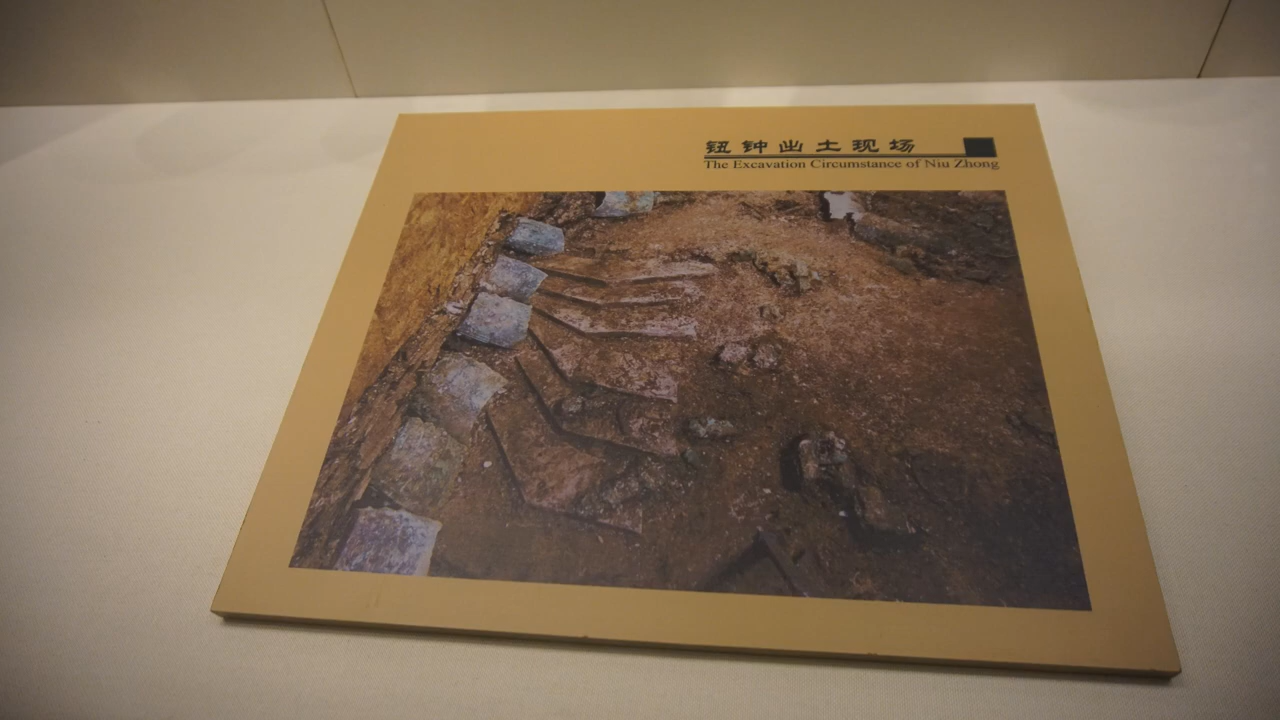 钮钟出土现场
The Excavation Circumstance of Niu Zhong